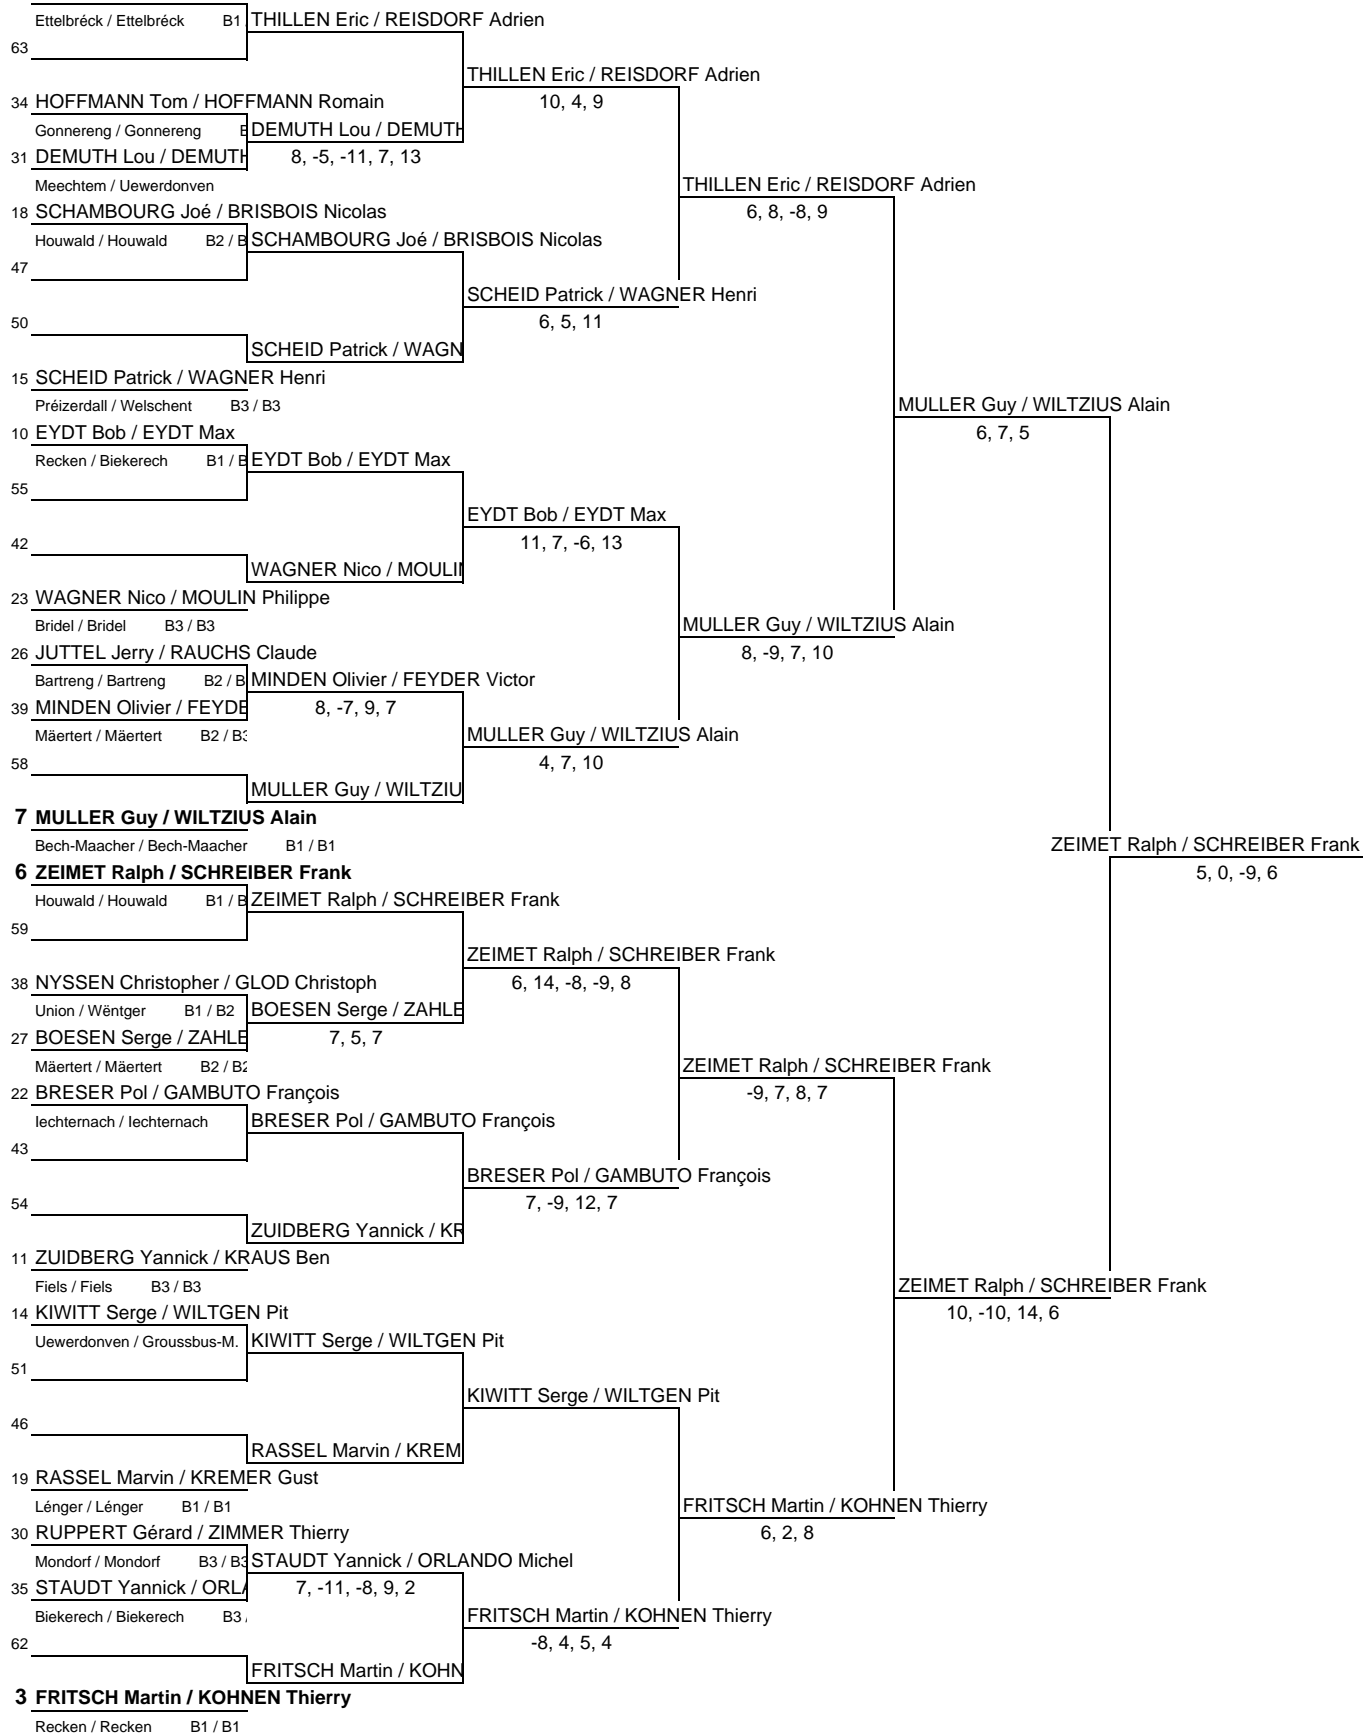 Ettelbréck / Ettelbréck B1 THILLEN Eric / REISDORF Adrien
63
THILLEN Eric / REISDORF Adrien
34 HOFFMANN Tom / HOFFMANN Romain 10, 4, 9
Gonnereng / Gonnereng DEMUTH Lou / DEMUTH
31 DEMUTH Lou / DEMUTH 8, -5, -11, 7, 13
Meechtem / Uewerdonven THILLEN Eric / REISDORF Adrien
18 SCHAMBOURG Joé / BRISBOIS Nicolas 6, 8, -8, 9
Houwald / Houwald B2 / B SCHAMBOURG Joé / BRISBOIS Nicolas
47
SCHEID Patrick / WAGNER Henri
50 6, 5, 11
SCHEID Patrick / WAGN
15 SCHEID Patrick / WAGNER Henri
Préizerdall / Welschent B3 / B3 MULLER Guy / WILTZIUS Alain
10 EYDT Bob / EYDT Max 6, 7, 5
Recken / Biekerech B1 / B EYDT Bob / EYDT Max
55
EYDT Bob / EYDT Max
42 11, 7, -6, 13
WAGNER Nico / MOULIN
23 WAGNER Nico / MOULIN Philippe
Bridel / Bridel B3 / B3 MULLER Guy / WILTZIUS Alain
26 JUTTEL Jerry / RAUCHS Claude 8, -9, 7, 10
Bartreng / Bartreng B2 / B MINDEN Olivier / FEYDER Victor
39 MINDEN Olivier / FEYDE 8, -7, 9, 7
Mäertert / Mäertert B2 / B3 MULLER Guy / WILTZIUS Alain
58 4, 7, 10
MULLER Guy / WILTZIU
7 MULLER Guy / WILTZIUS Alain
Bech-Maacher / Bech-Maacher B1 / B1 ZEIMET Ralph / SCHREIBER Frank
6 ZEIMET Ralph / SCHREIBER Frank 5, 0, -9, 6
Houwald / Houwald B1 / B ZEIMET Ralph / SCHREIBER Frank
59
ZEIMET Ralph / SCHREIBER Frank
38 NYSSEN Christopher / GLOD Christoph 6, 14, -8, -9, 8
Union / Wëntger B1 / B2 BOESEN Serge / ZAHLE
27 BOESEN Serge / ZAHLE 7, 5, 7
Mäertert / Mäertert B2 / B2 ZEIMET Ralph / SCHREIBER Frank
22 BRESER Pol / GAMBUTO François -9, 7, 8, 7
Iechternach / Iechternach BRESER Pol / GAMBUTO François
43
BRESER Pol / GAMBUTO François
54 7, -9, 12, 7
ZUIDBERG Yannick / KR
11 ZUIDBERG Yannick / KRAUS Ben
Fiels / Fiels B3 / B3 ZEIMET Ralph / SCHREIBER Frank
14 KIWITT Serge / WILTGEN Pit 10, -10, 14, 6
Uewerdonven / Groussbus-M. KIWITT Serge / WILTGEN Pit
51
KIWITT Serge / WILTGEN Pit
46
RASSEL Marvin / KREM
19 RASSEL Marvin / KREMER Gust
Lénger / Lénger B1 / B1 FRITSCH Martin / KOHNEN Thierry
30 RUPPERT Gérard / ZIMMER Thierry 6, 2, 8
Mondorf / Mondorf B3 / B3 STAUDT Yannick / ORLANDO Michel
35 STAUDT Yannick / ORLA 7, -11, -8, 9, 2
Biekerech / Biekerech B3 FRITSCH Martin / KOHNEN Thierry
62 -8, 4, 5, 4
FRITSCH Martin / KOHN
3 FRITSCH Martin / KOHNEN Thierry
Recken / Recken B1 / B1